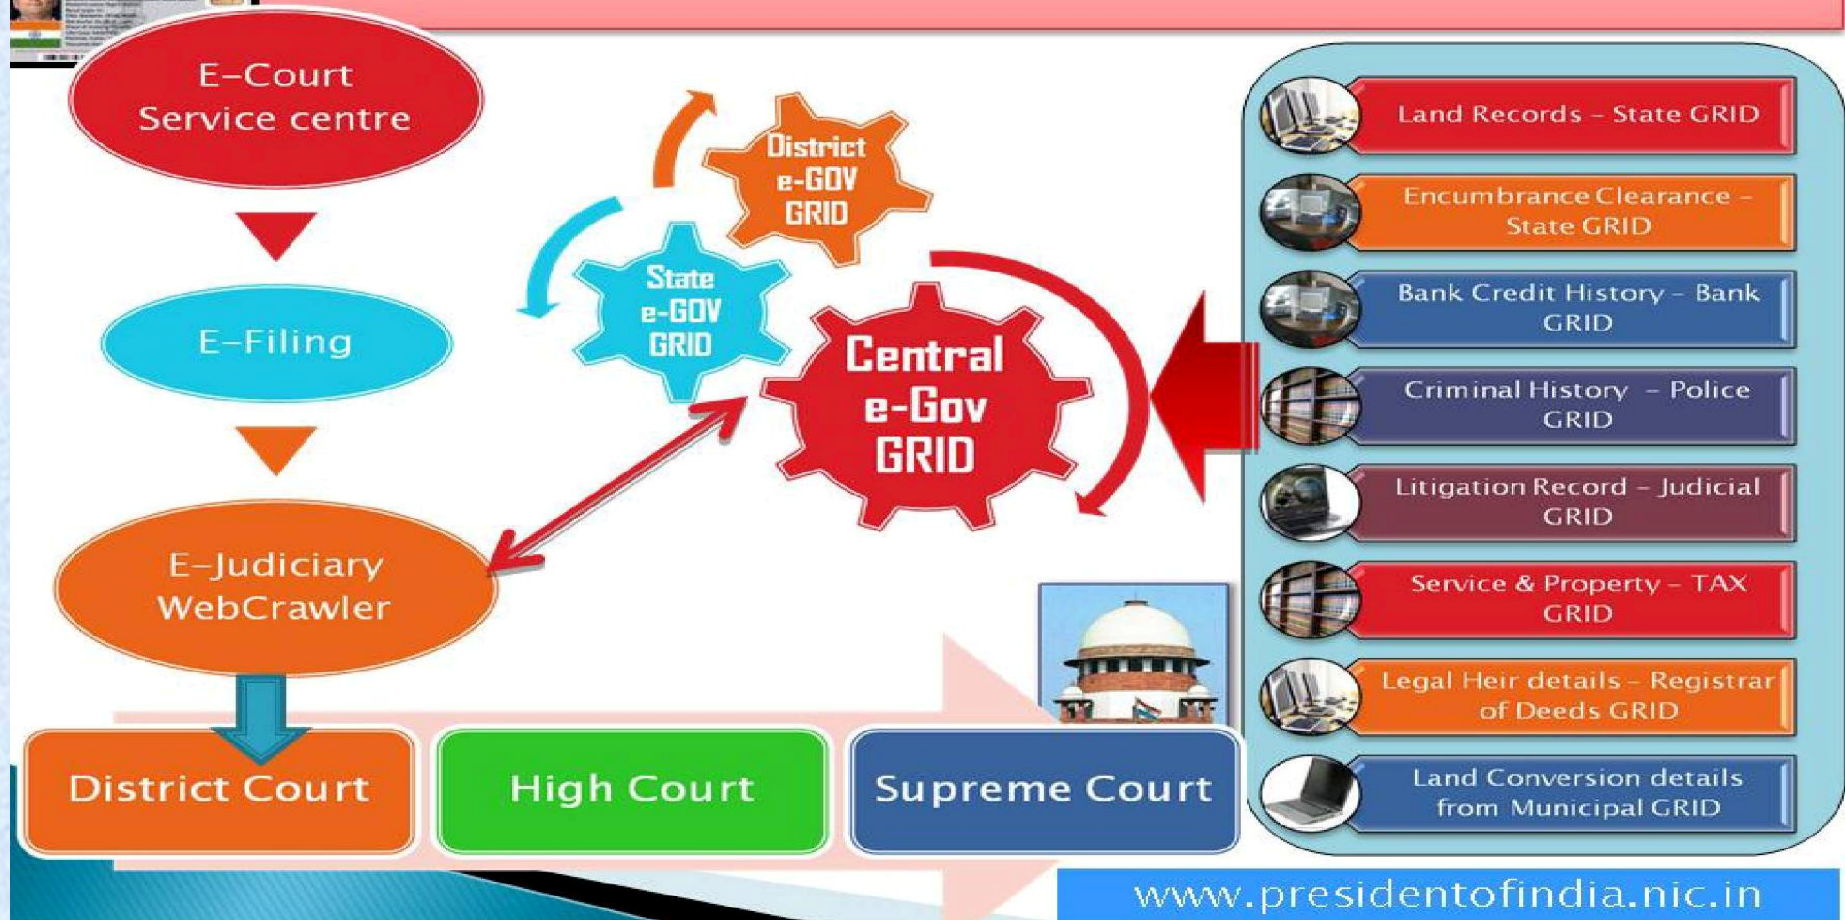 E-Court
Service centre
E-Filing
E-Judiciary
WebCrawler
District
e-GOV
GRID
State
e-GOV
GRID
Central
e-Gov
GRID
Land Records – State GRID
Encumbrance Clearance –
State GRID
Bank Credit History – Bank
GRID
Criminal History – Police
GRID
Litigation Record – Judicial
GRID
Service & Property – TAX
GRID
Legal Heir details – Registrar
of Deeds GRID
Land Conversion details
from Municipal GRID
District Court
High Court
Supreme Court
www.presidentofindia.nic.in